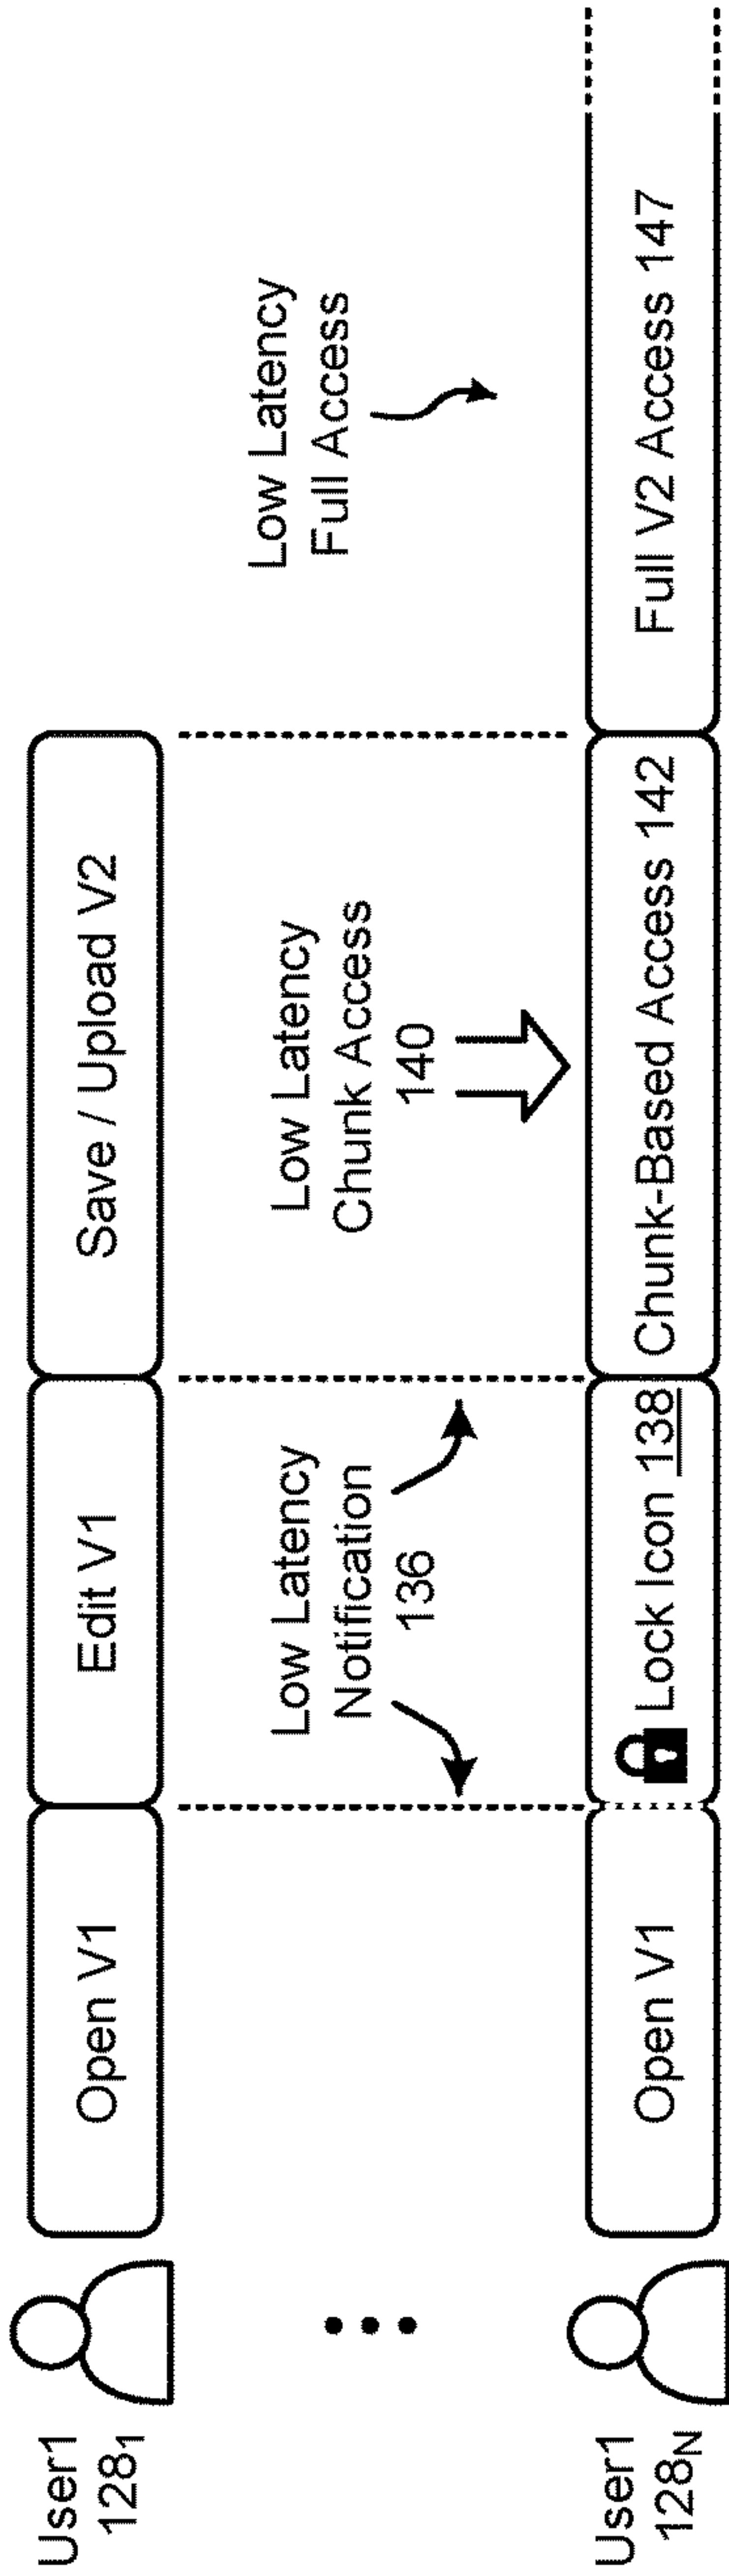 User1
128₁
Open V1
Edit V1
Save / Upload V2
Low Latency
Notification
136
Low Latency
Chunk Access
140
Low Latency
Full Access
User1
128N
Open V1
Lock Icon 138
Chunk-Based Access 142
Full V2 Access 147